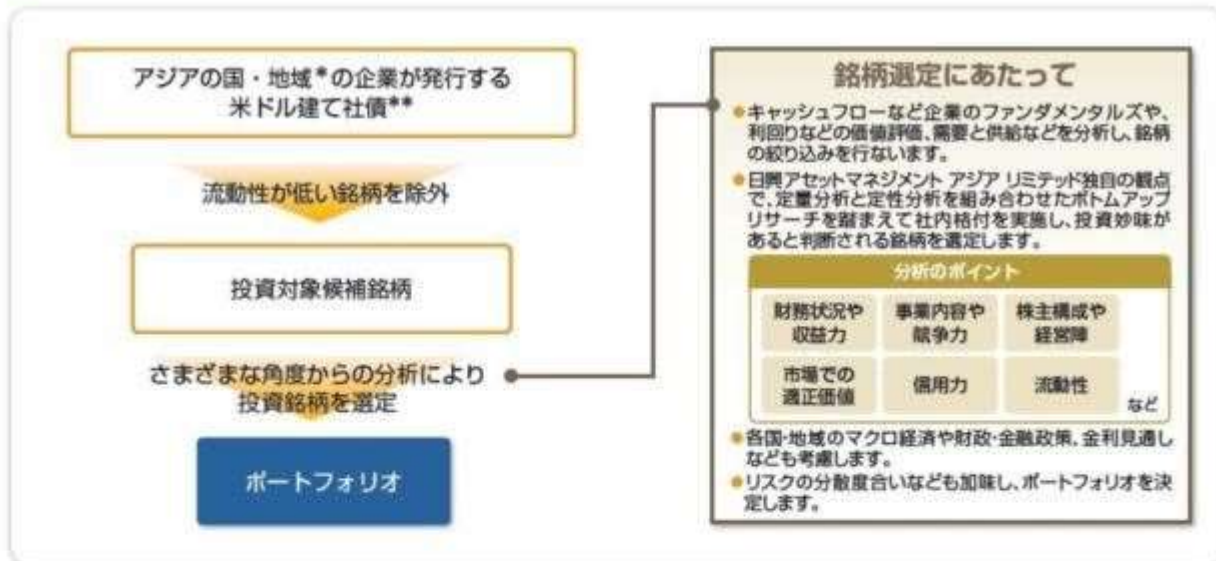 アジアの国・地域*の企業が発行する
米ドル建て社債**
流動性が低い銘柄を除外
投資対象候補銘柄
さまざまな角度からの分析により
投資銘柄を選定
ポートフォリオ
銘柄選定にあたって
●キャッシュフローなど企業のファンダメンタルズや、
利回りなどの価値評価、需要と供給などを分析し、銘柄
の絞り込みを行ないます。
●日興アセットマネジメント アジア リミテッド独自の観点
で、定量分析と定性分析を組み合わせたボトムアップ
リサーチを踏まえて社内格付を実施し、投資妙味が
あると判断される銘柄を選定します。
分析のポイント
財務状況や
収益力
事業内容や
競争力
株主構成や
経営陣
市場での
適正価値
信用力
流動性
など
●各国・地域のマクロ経済や財政・金融政策、金利見通し
なども考慮します。
●リスクの分散度合いなども加味し、ポートフォリオを決
定します。